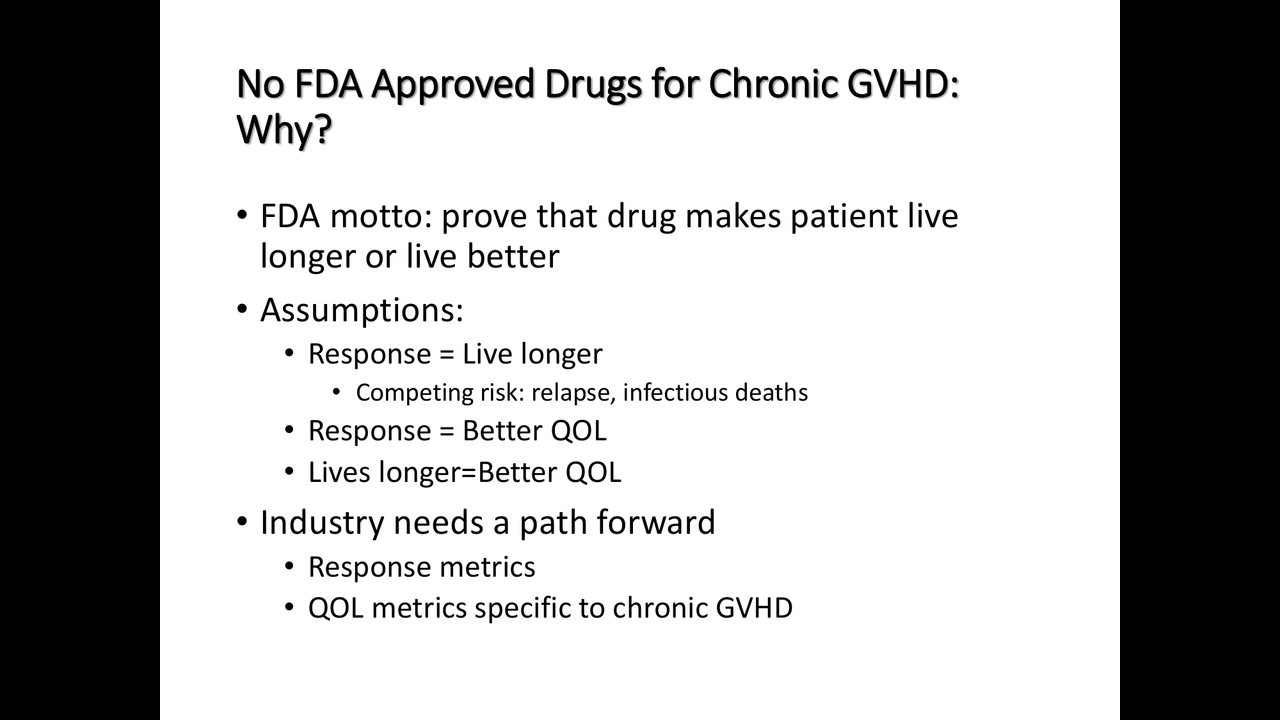 No FDA Approved Drugs for Chronic GVHD:
Why?
• FDA motto: prove that drug makes patient live
longer or live better
• Assumptions:
• Response = Live longer
• Competing risk: relapse, infectious deaths
• Response = Better QOL
• Lives longer=Better QOL
• Industry needs a path forward
• Response metrics
• QOL metrics specific to chronic GVHD